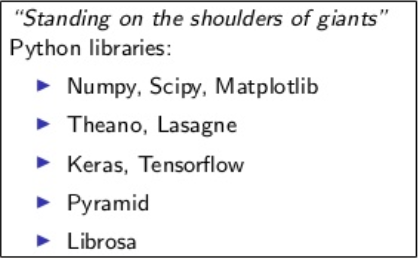 “Standing on the shoulders of giants”
Python libraries:
Numpy, Scipy, Matplotlib
Theano, Lasagne
Keras, Tensorflow
Pyramid
Librosa